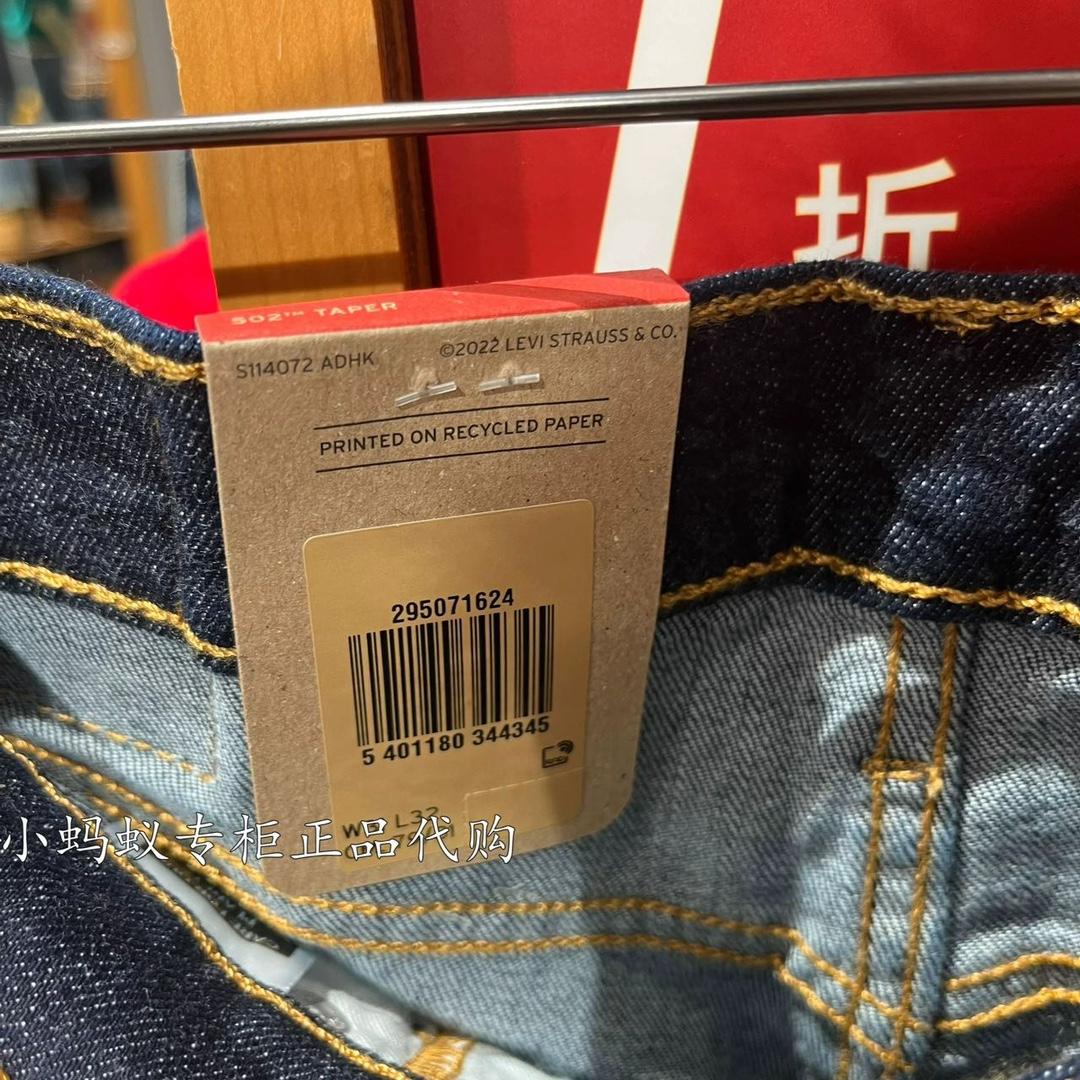 折
502™ TAPER
S114072 ADHK
©2022 LEVI STRAUSS & CO.
PRINTED ON RECYCLED PAPER
295071624
5 401180 344345
L32
小蚂蚁专柜正品代购